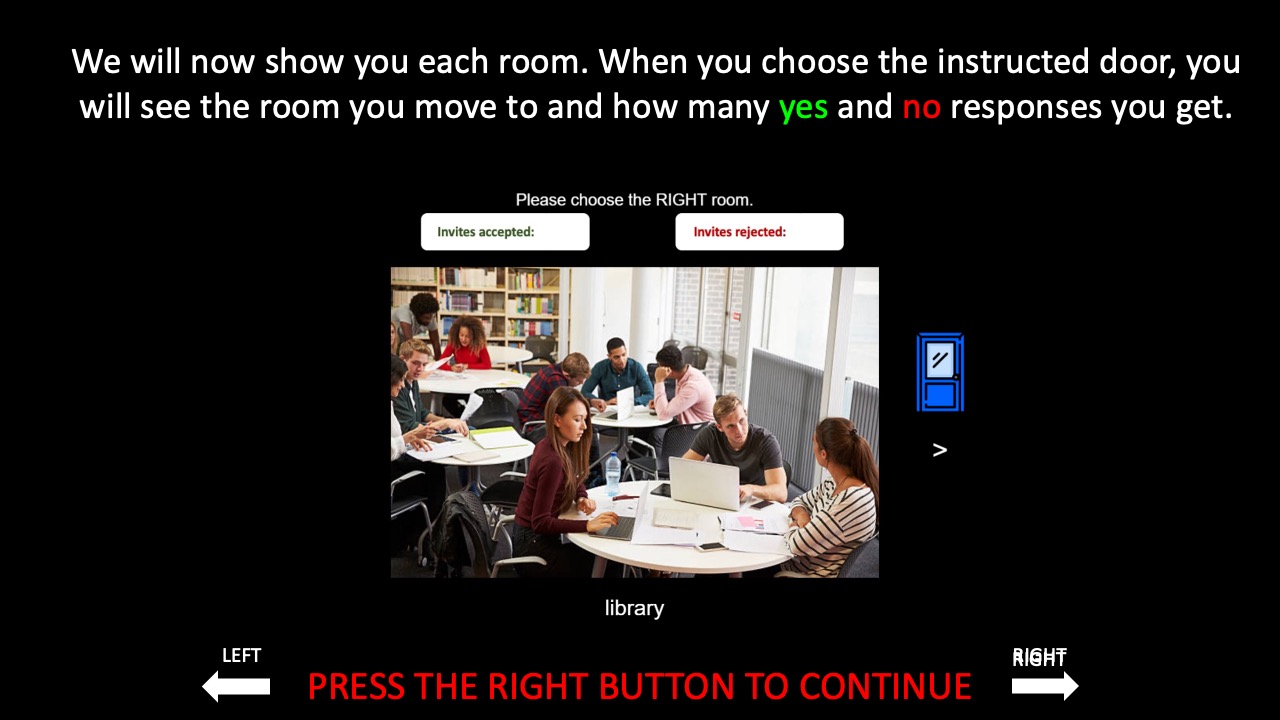 We will now show you each room. When you choose the instructed door, you
will see the room you move to and how many yes and no responses you get.
Please choose the RIGHT room.
Invites accepted:
Invites rejected:
>
library
LEFT
RIGHT
RIGHT
PRESS THE RIGHT BUTTON TO CONTINUE